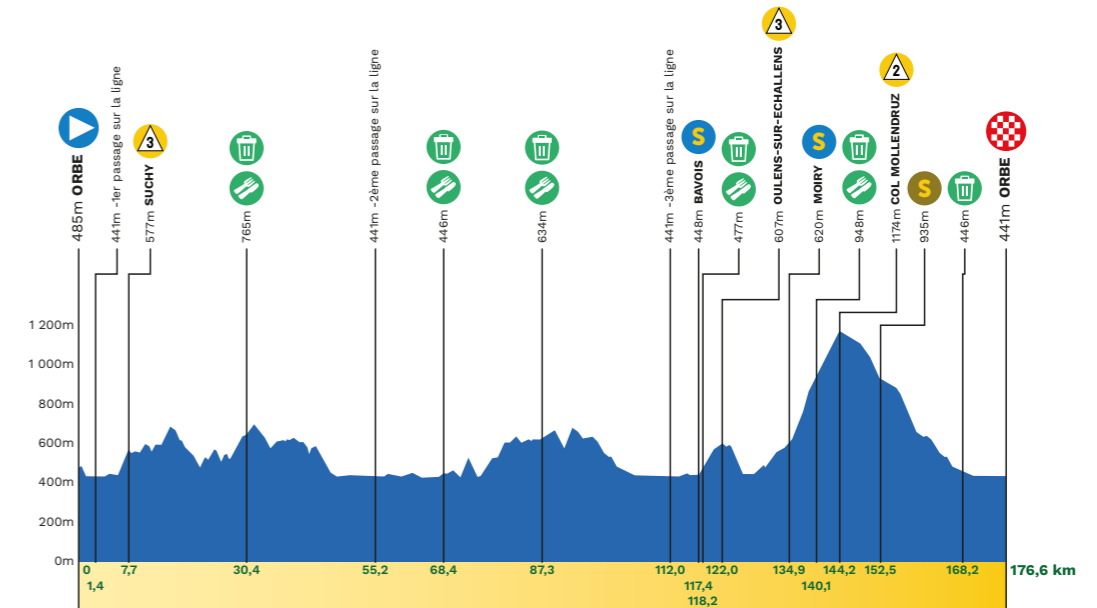 485m ORBE
441m -1er passage sur la ligne
577m SUCHY
3
765m
441m -2ème passage sur la ligne
446m
634m
441m -3ème passage sur la ligne
448m BAVOIS
S
477m
607m OULENS-SUR-ECHALLENS
3
620m MOIRY
S
948m
1174m COL MOLLENDRUZ
2
935m
S
446m
441m ORBE
1 200m
1 000m
800m
600m
400m
200m
0m
0
1,4
7,7
30,4
55,2
68,4
87,3
112,0
117,4
118,2
122,0
134,9
140,1
144,2
152,5
168,2
176,6 km